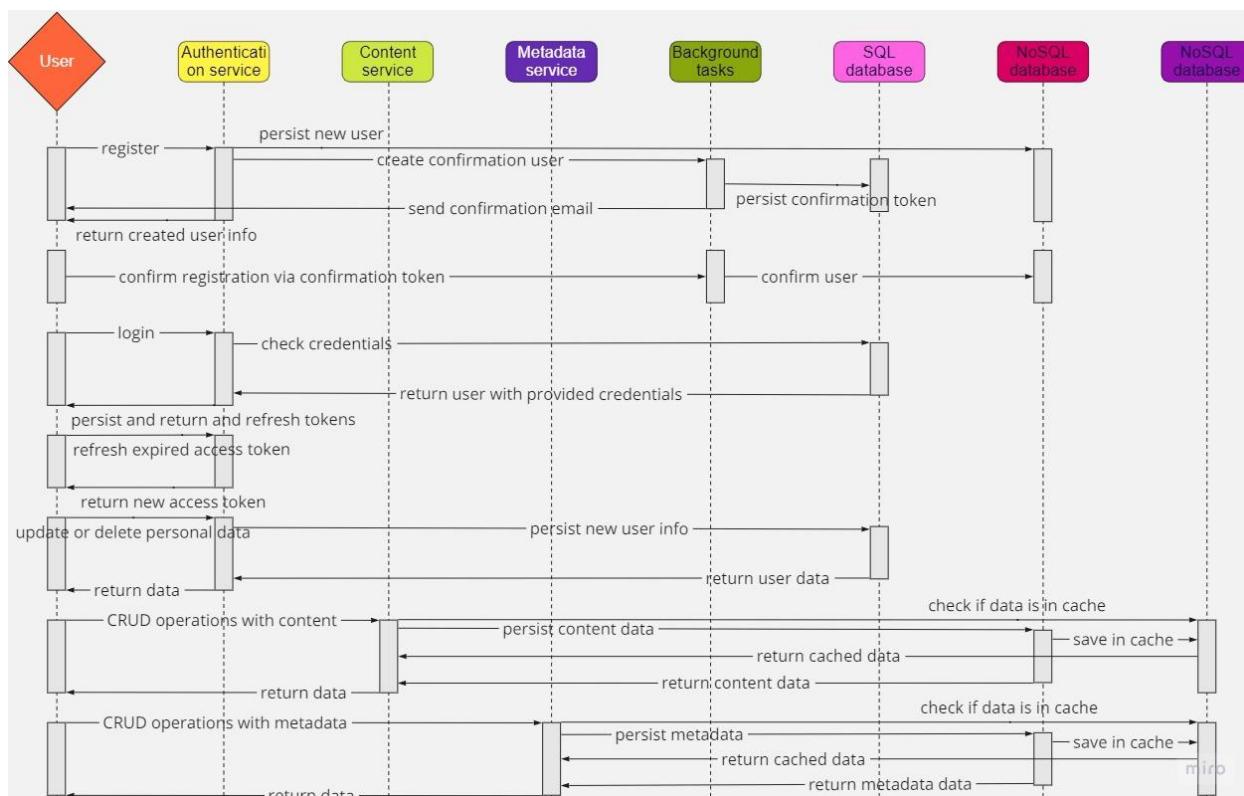 User
Authenticati
on service
Content
service
Metadata
service
Background
tasks
SQL
database
NoSQL
database
NoSQL
database
persist new user
register
create confirmation user
persist confirmation token
send confirmation email
return created user info
confirm registration via confirmation token
confirm user
login
check credentials
return user with provided credentials
persist and return and refresh tokens
refresh expired access token
return new access token
update or delete personal data
persist new user info
return user data
return data
check if data is in cache
CRUD operations with content
persist content data
save in cache
return cached data
return content data
return data
check if data is in cache
CRUD operations with metadata
persist metadata
save in cache
return cached data
miro
return metadata data
return data